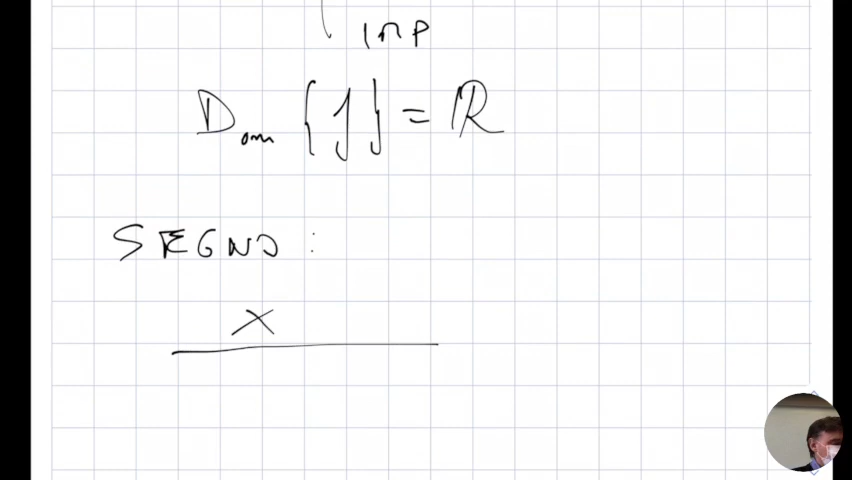 IMP
Dom {f} = ℝ
SEGNO:
X